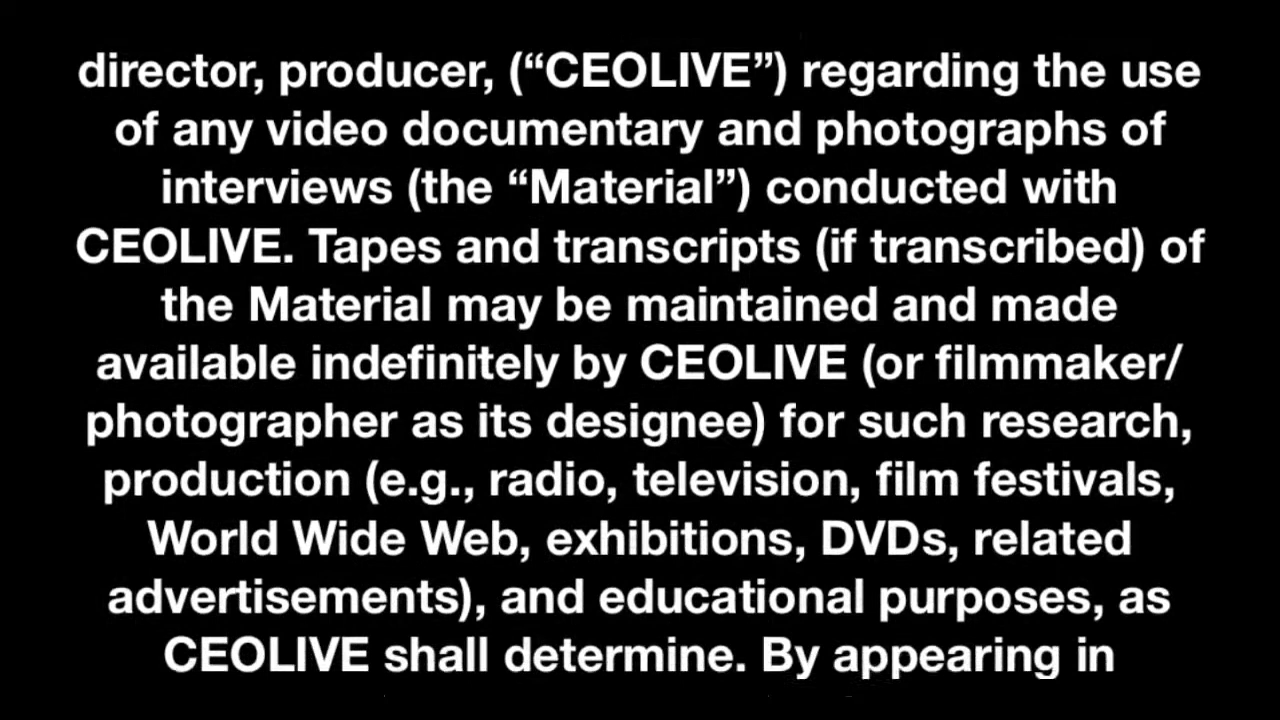 director, producer, (“CEOLIVE”) regarding the use
of any video documentary and photographs of
interviews (the “Material”) conducted with
CEOLIVE. Tapes and transcripts (if transcribed) of
the Material may be maintained and made
available indefinitely by CEOLIVE (or filmmaker/
photographer as its designee) for such research,
production (e.g., radio, television, film festivals,
World Wide Web, exhibitions, DVDs, related
advertisements), and educational purposes, as
CEOLIVE shall determine. By appearing in